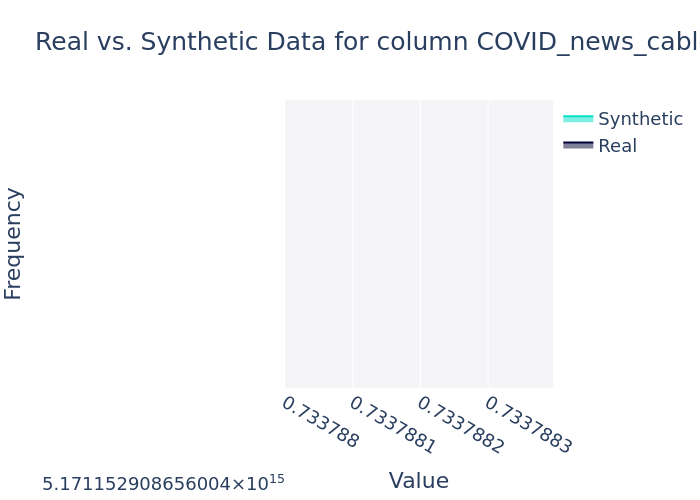 Real vs. Synthetic Data for column COVID_news_cabl
Synthetic
Real
Frequency
0.733788
0.7337881
0.7337882
0.7337883
Value
5.171152908656004×10¹⁵